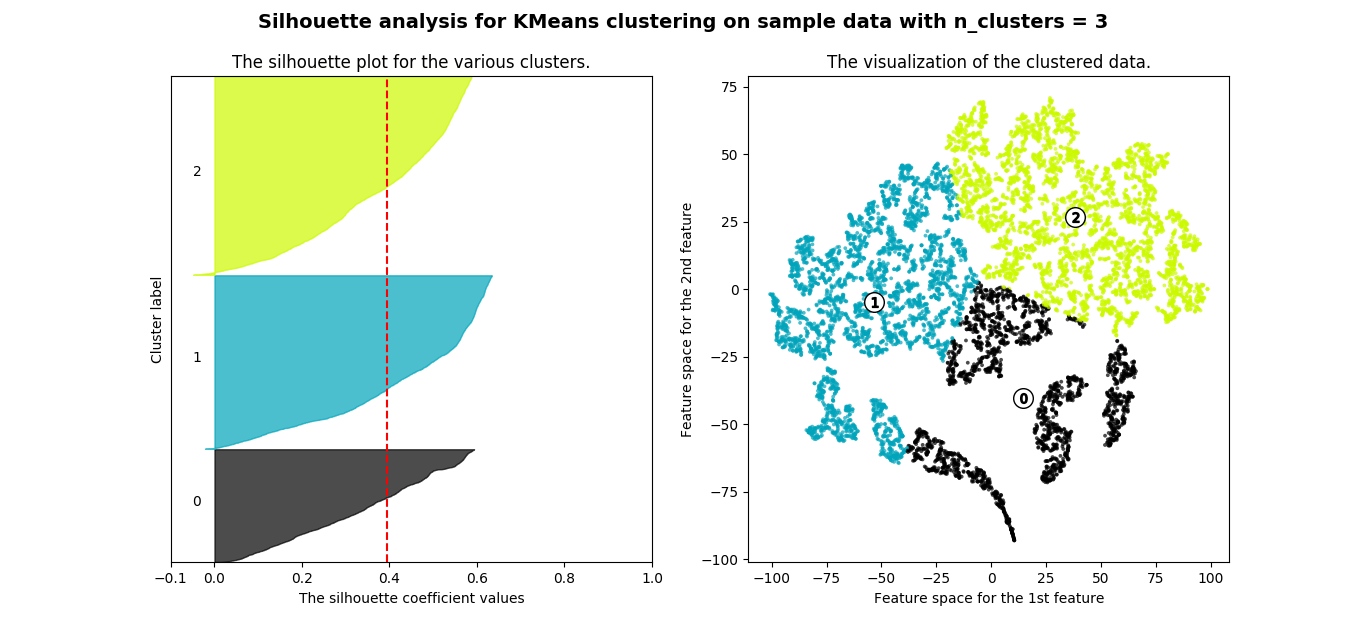 Silhouette analysis for KMeans clustering on sample data with n_clusters = 3
The silhouette plot for the various clusters.
Cluster label
2
1
0
−0.1 0.0 0.2 0.4 0.6 0.8 1.0
The silhouette coefficient values
The visualization of the clustered data.
Feature space for the 2nd feature
75
50
25
0
−25
−50
−75
−100
2
1
0
−100 −75 −50 −25 0 25 50 75 100
Feature space for the 1st feature